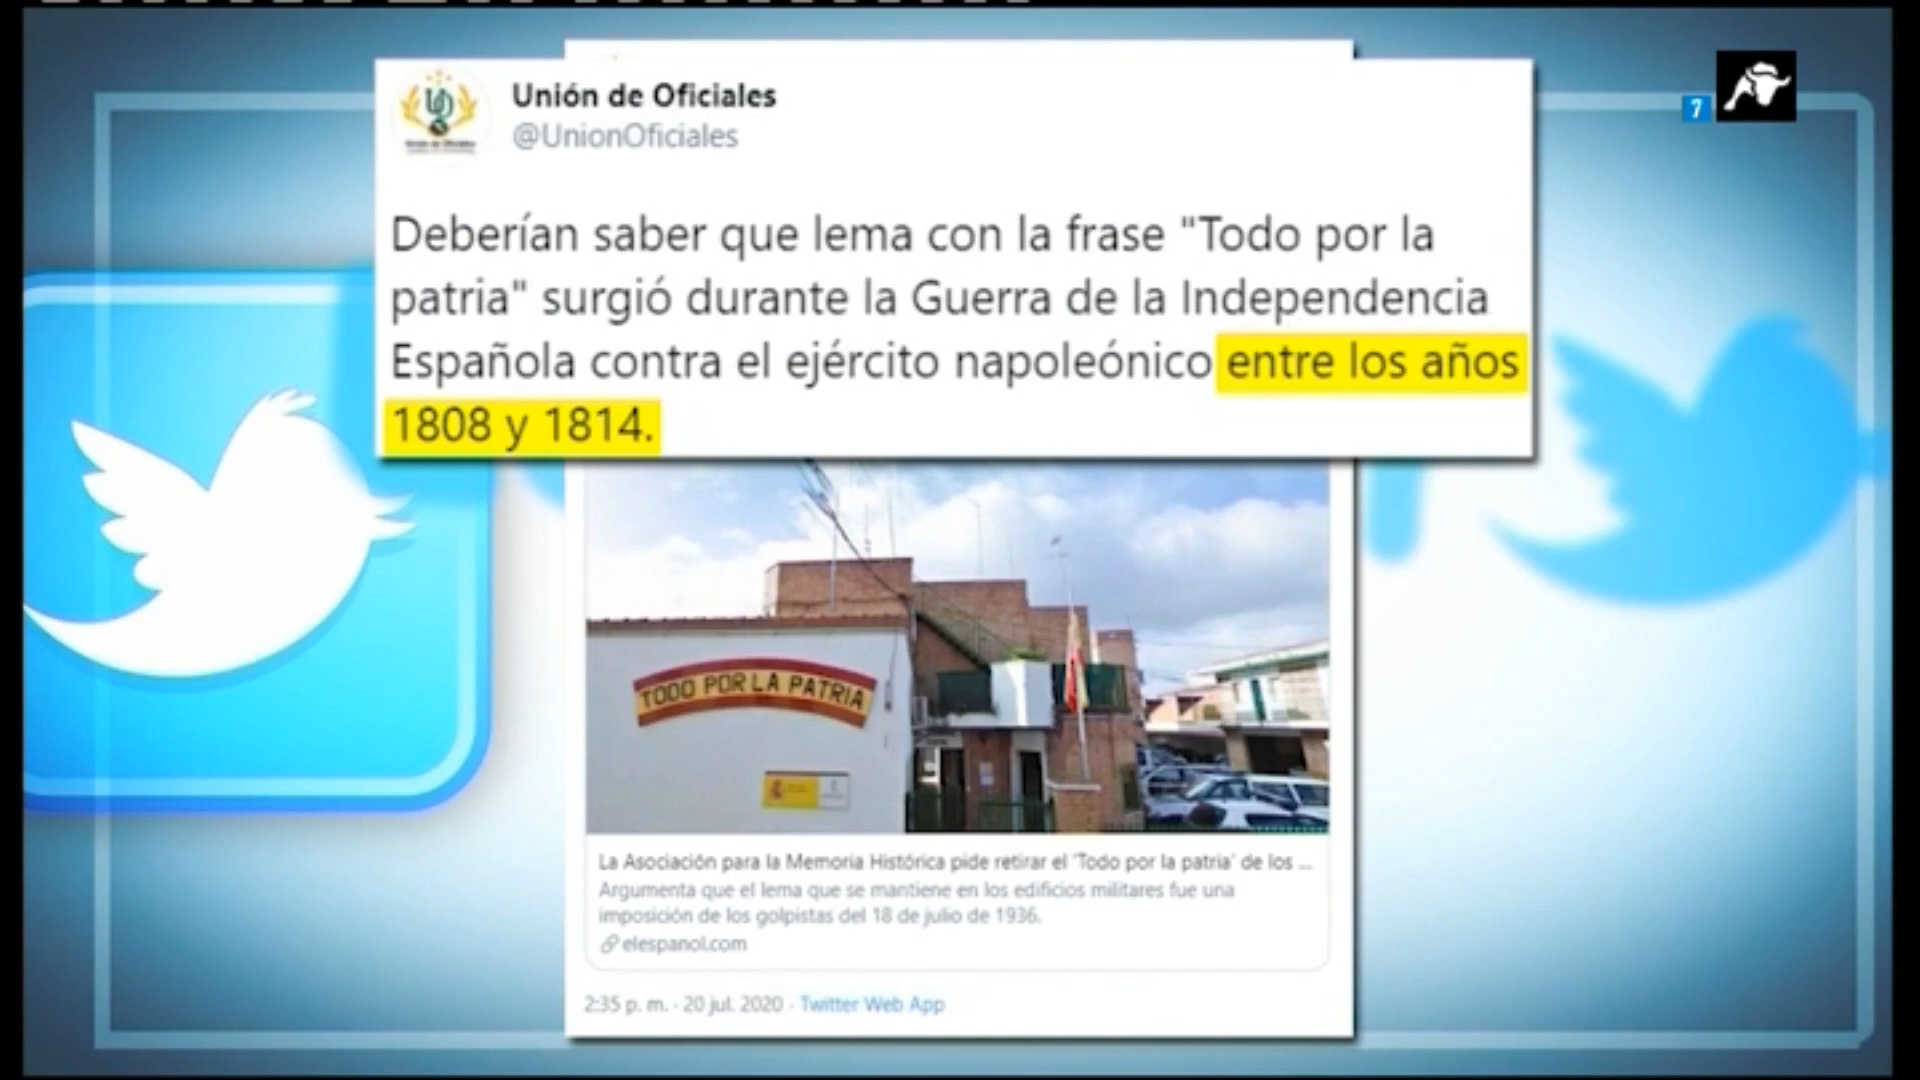 7
Unión de Oficiales
@UnionOficiales
Deberían saber que lema con la frase "Todo por la
patria" surgió durante la Guerra de la Independencia
Española contra el ejército napoleónico entre los años
1808 y 1814.
TODO POR LA PATRIA
La Asociación para la Memoria Histórica pide retirar el 'Todo por la patria' de los ...
Argumenta que el lema que se mantiene en los edificios militares fue una
imposición de los golpistas del 18 de julio de 1936.
elespanol.com
2:35 p. m. · 20 jul. 2020 · Twitter Web App